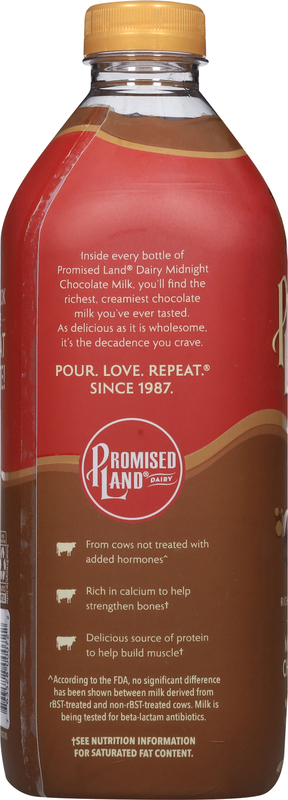 Inside every bottle of
Promised Land® Dairy Midnight
Chocolate Milk, you'll find the
richest, creamiest chocolate
milk you've ever tasted.
As delicious as it is wholesome,
it's the decadence you crave.
POUR. LOVE. REPEAT.®
SINCE 1987.
PROMISED
LAND® DAIRY
From cows not treated with
added hormones^
Rich in calcium to help
strengthen bones†
Delicious source of protein
to help build muscle†
^According to the FDA, no significant difference
has been shown between milk derived from
rBST-treated and non-rBST-treated cows. Milk is
being tested for beta-lactam antibiotics.
†SEE NUTRITION INFORMATION
FOR SATURATED FAT CONTENT.